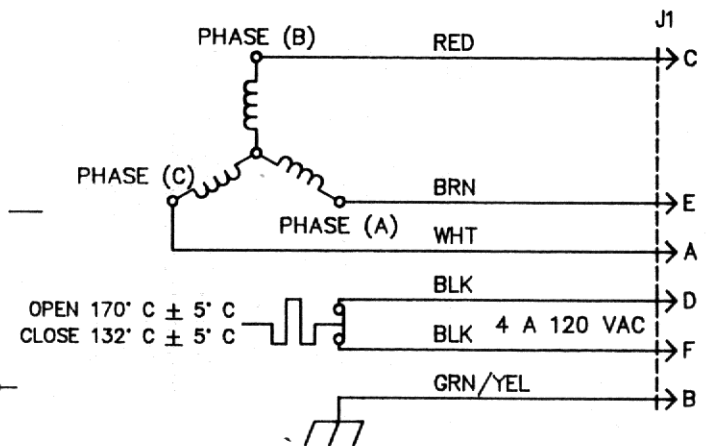 J1
PHASE (B)
RED
C
PHASE (C)
BRN
E
PHASE (A)
WHT
A
BLK
D
OPEN 170° C ± 5° C
CLOSE 132° C ± 5° C
4 A 120 VAC
BLK
F
GRN/YEL
B